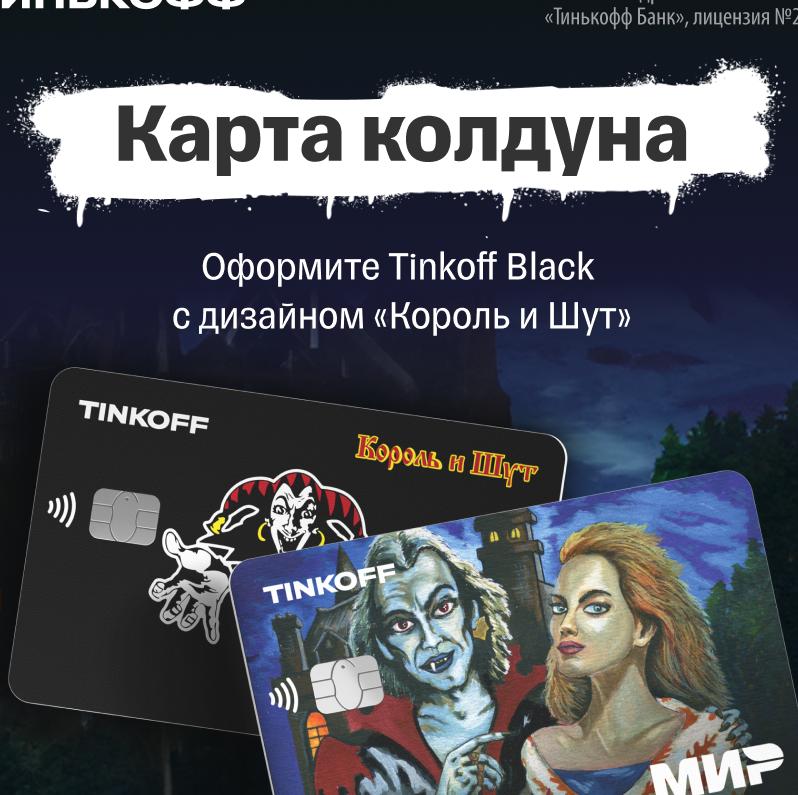 «Тинькофф Банк», лицензия №2
Карта колдуна
Оформите Tinkoff Black
с дизайном «Король и Шут»
TINKOFF
Король и Шут
TINKOFF
МИР